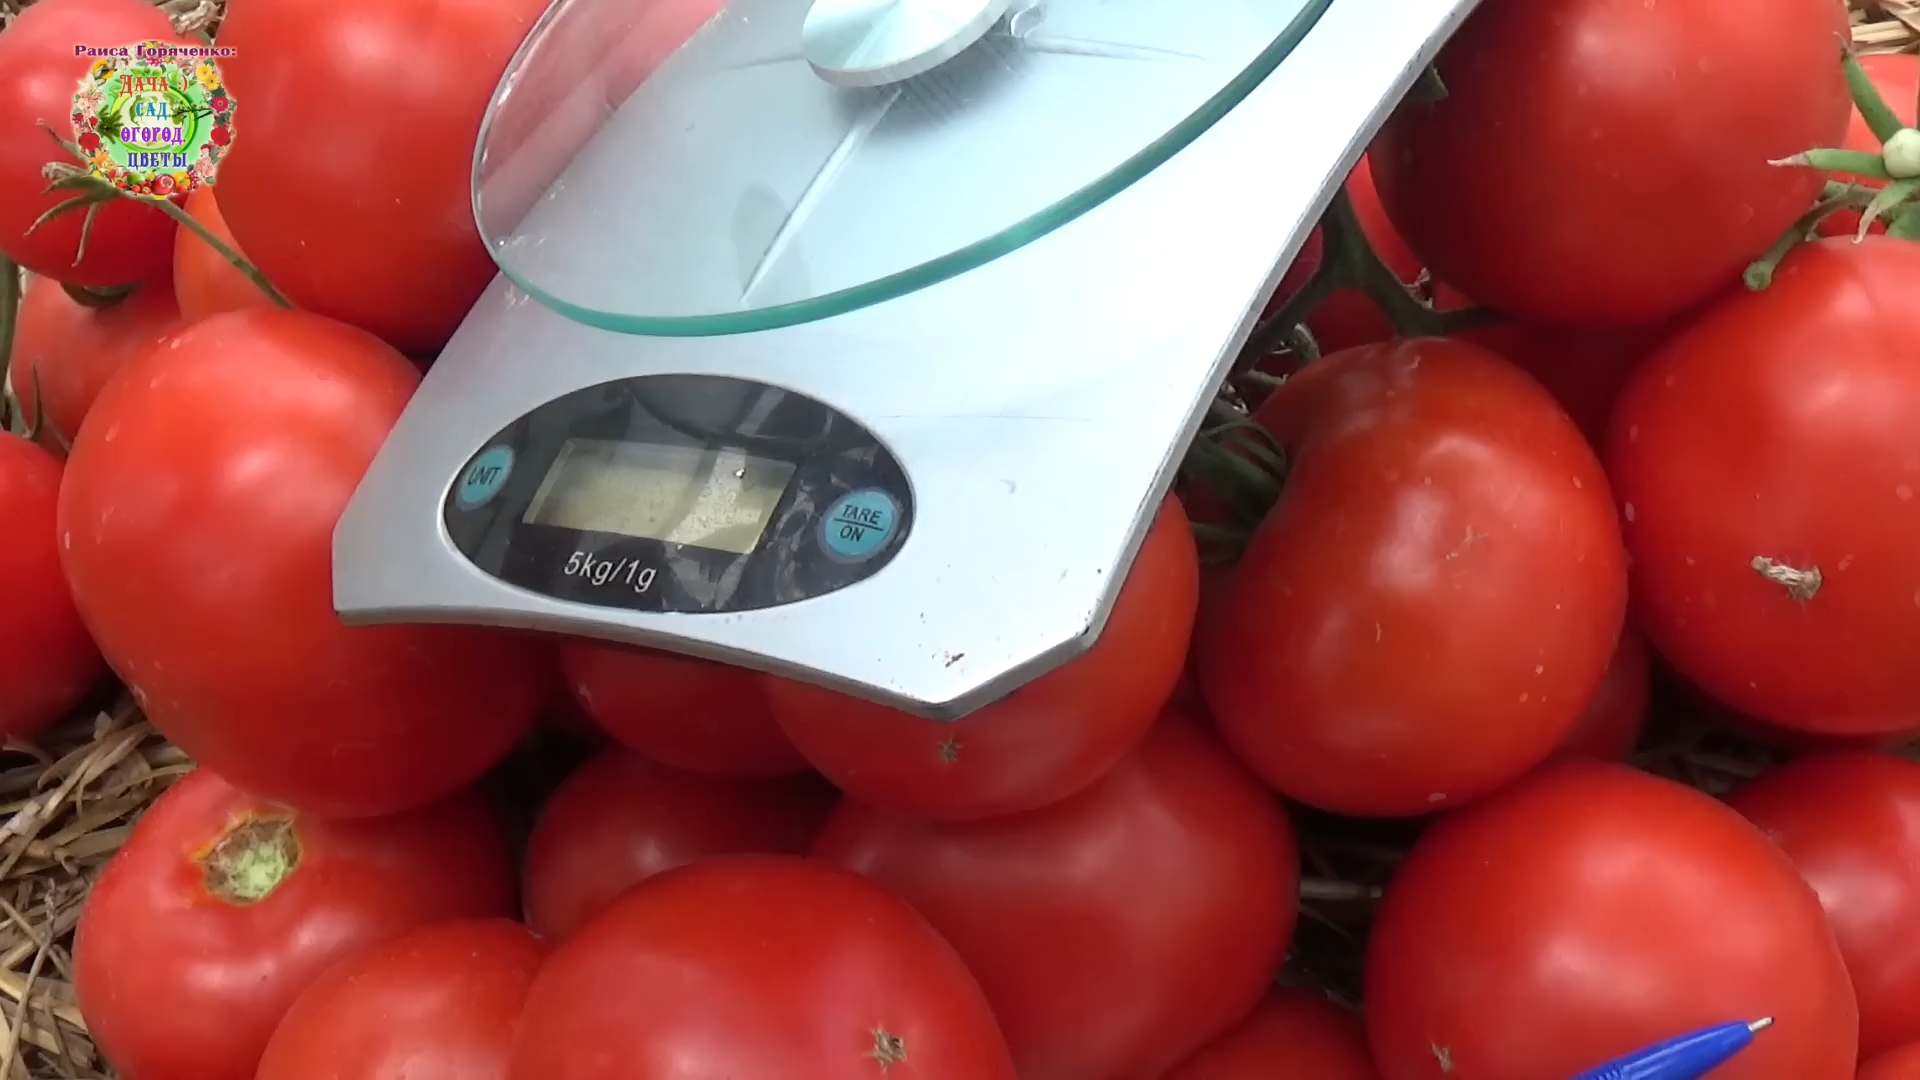 Раиса Горяченко:
Дача
сад
огород
цветы
UNIT
TARE
ON
5kg/1g